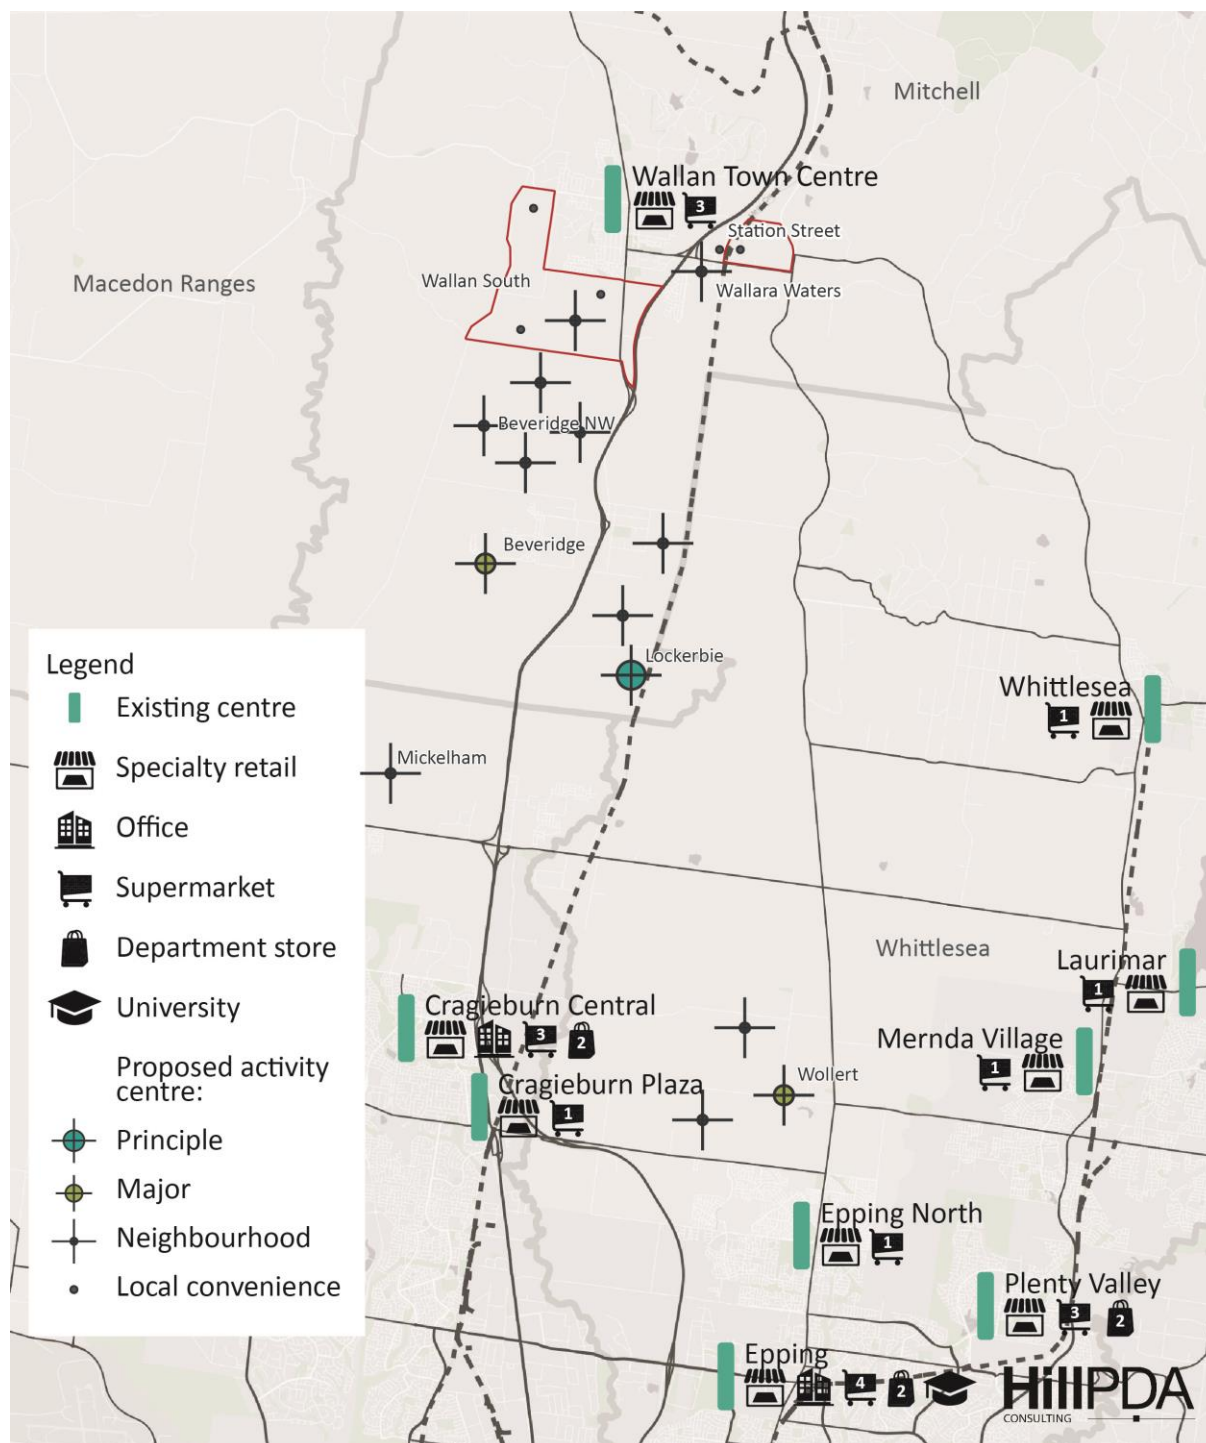 Mitchell
Wallan Town Centre
3
Station Street
Macedon Ranges
Wallan South
Wallara Waters
Beveridge NW
Beveridge
Lockerbie
Legend
Existing centre
Specialty retail
Office
Supermarket
Department store
University
Proposed activity
centre:
Principle
Major
Neighbourhood
Local convenience
Whittlesea
1
Mickelham
Whittlesea
Laurimar
1
Cragieburn Central
3
2
Mernda Village
1
Cragieburn Plaza
1
Wollert
Epping North
1
Plenty Valley
3
2
Epping
4
2
HillPDA
CONSULTING